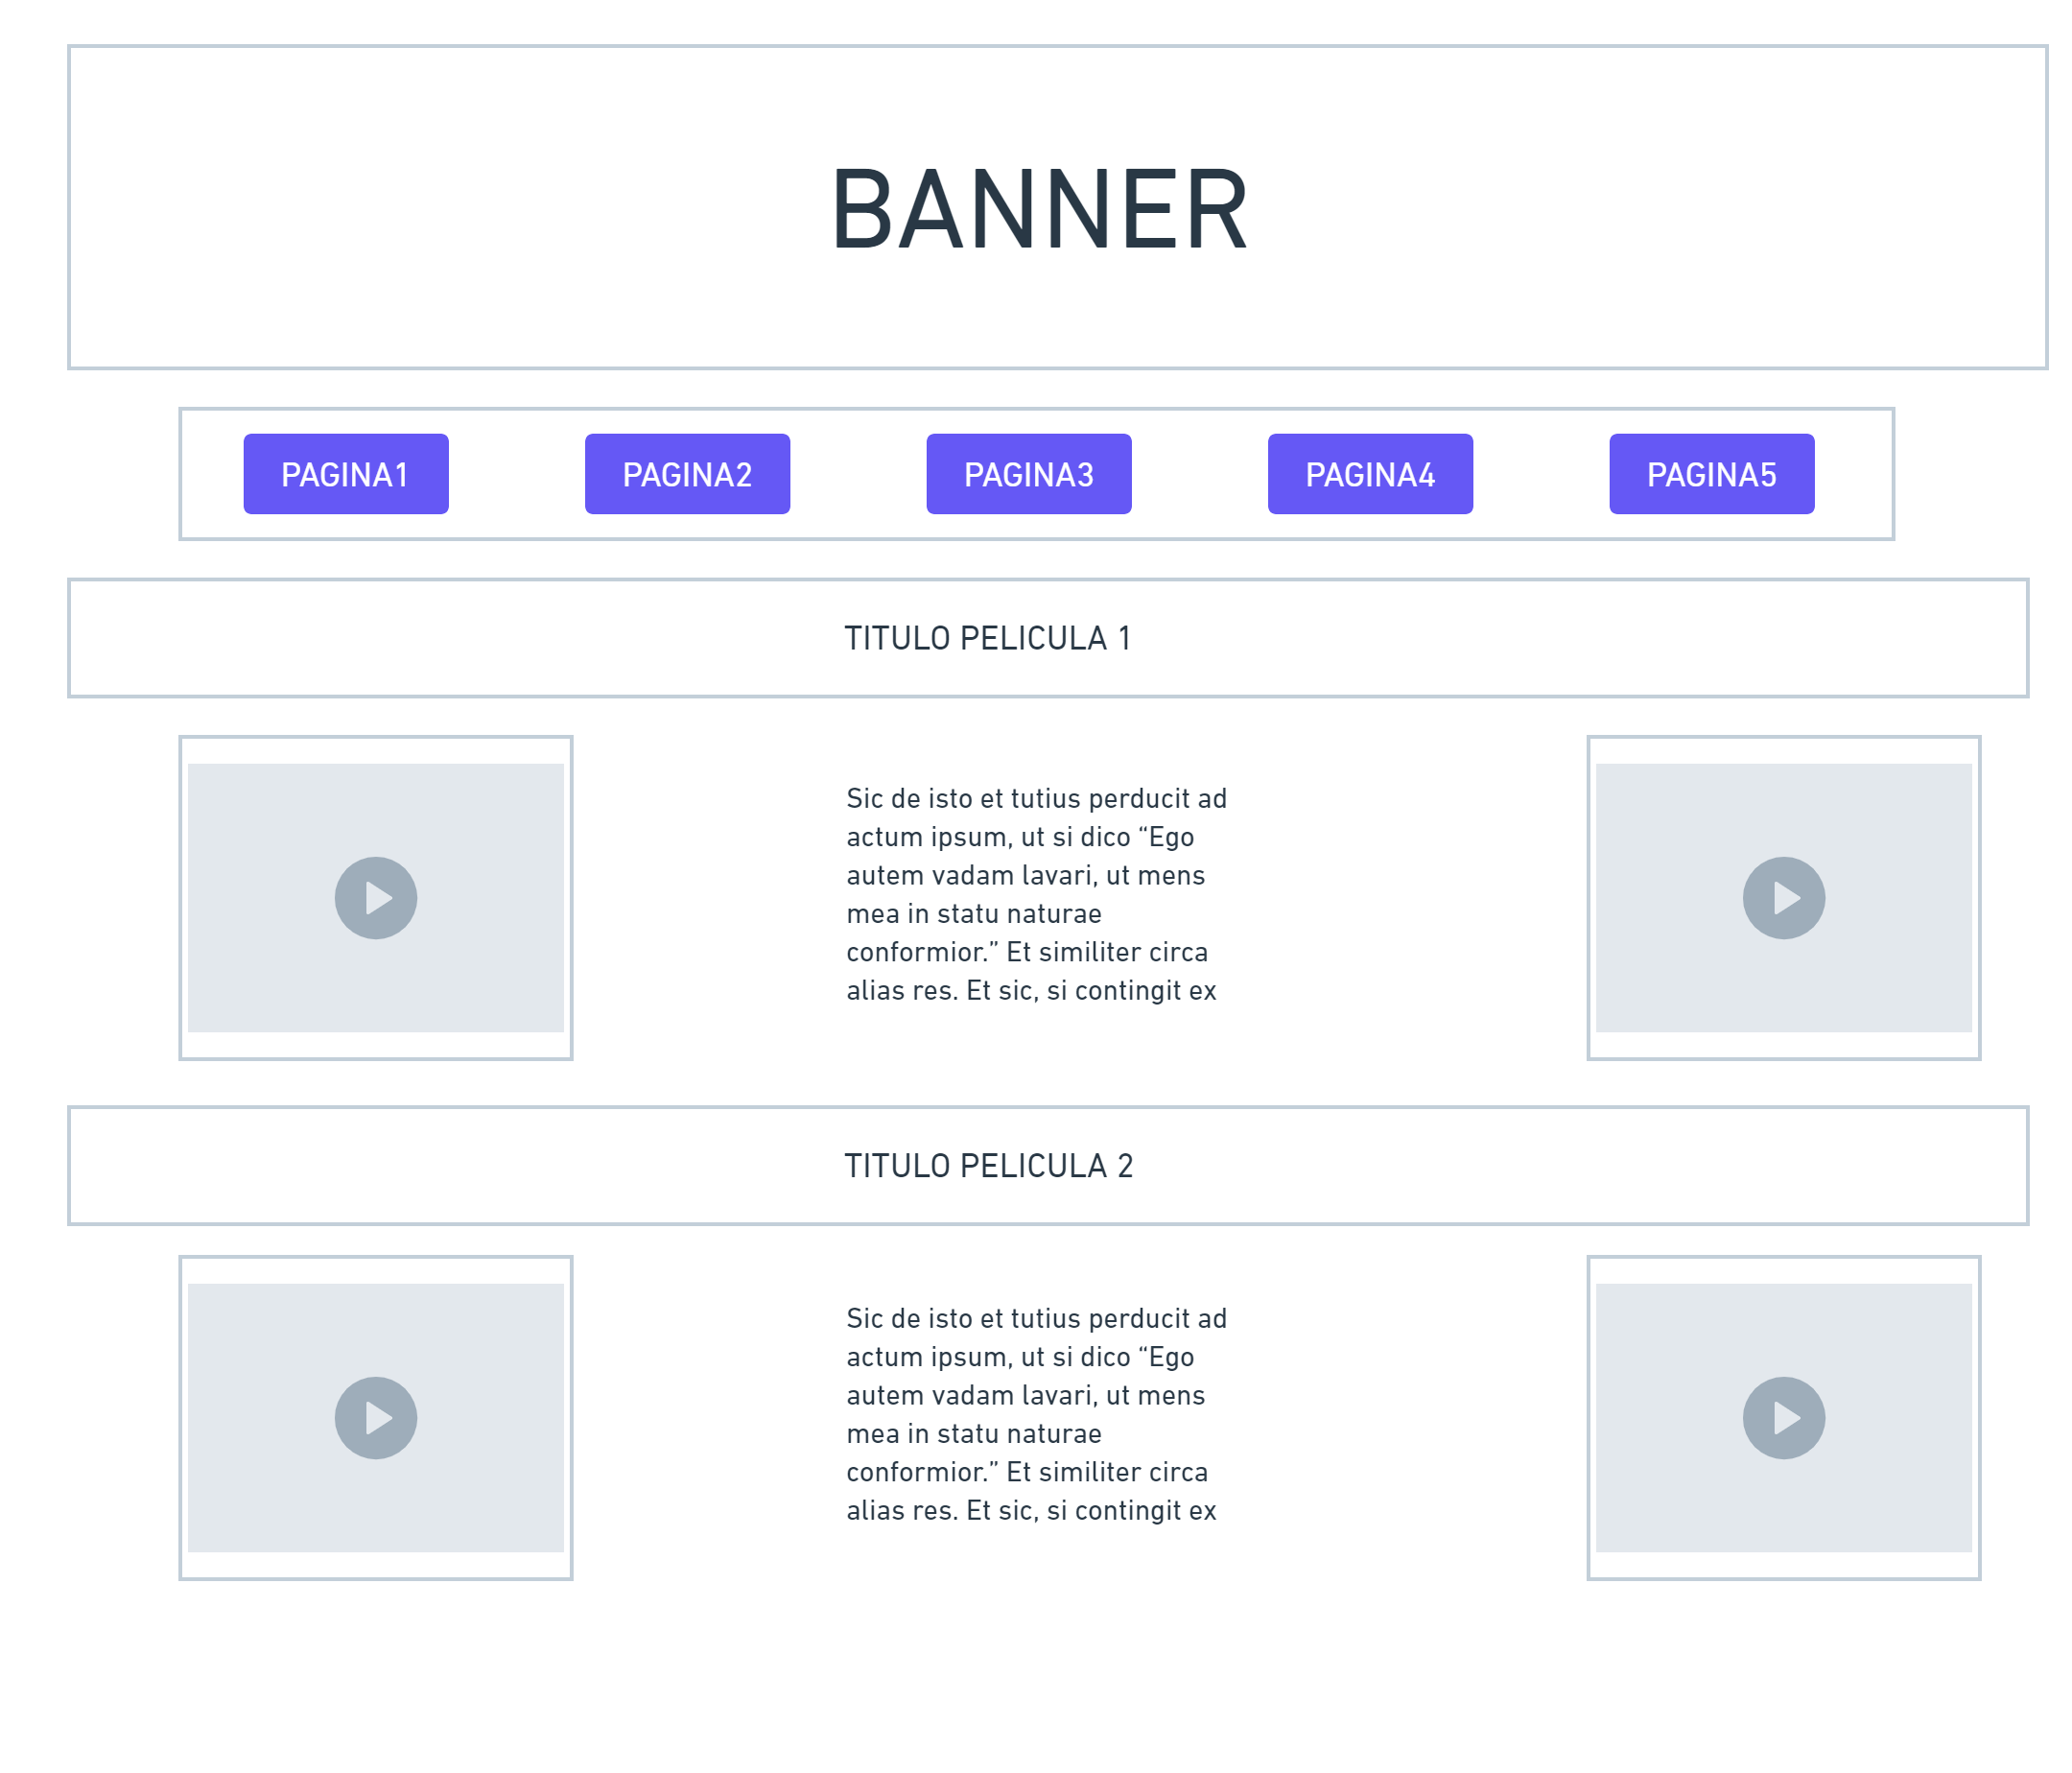 BANNER
PAGINA1
PAGINA2
PAGINA3
PAGINA4
PAGINA5
TITULO PELICULA 1
Sic de isto et tutius perducit ad
actum ipsum, ut si dico “Ego
autem vadam lavari, ut mens
mea in statu naturae
conformior.” Et similiter circa
alias res. Et sic, si contingit ex
TITULO PELICULA 2
Sic de isto et tutius perducit ad
actum ipsum, ut si dico “Ego
autem vadam lavari, ut mens
mea in statu naturae
conformior.” Et similiter circa
alias res. Et sic, si contingit ex